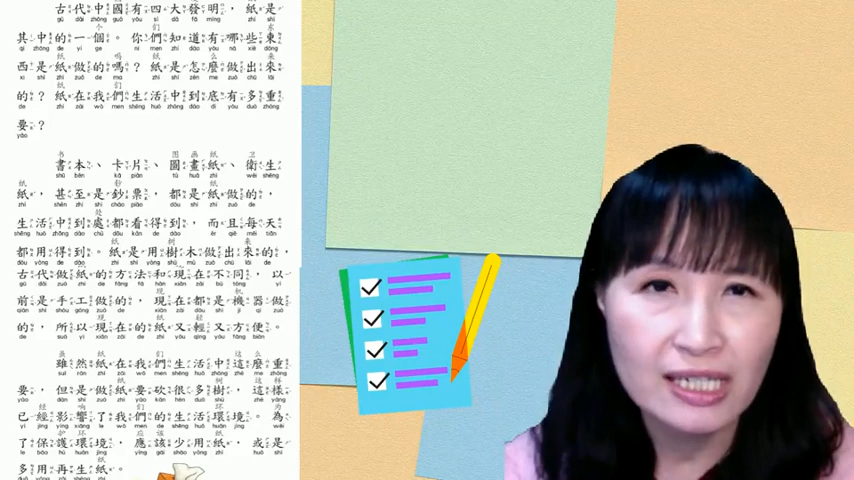 古代中國有四大發明，紙是
其中的一個。你們知道有哪些東
西是紙做的嗎？紙是怎麼做出來
的？紙在我們生活中到底有多重
要？
書本、卡片、圖畫紙、衛生
紙，甚至是鈔票，都是紙做的，
生活中到處都看得到，而且每天
都用得到。紙是用樹木做出來的，
古代做紙的方法和現在不同，以
前是手工做的，現在都是機器做
的，所以現在的紙又輕又方便。
雖然紙在我們生活中這麼重
要，但是做紙要砍很多樹，這樣
已經影響了我們的生活環境。為
了保護環境，應該少用紙，或是
多用再生紙。